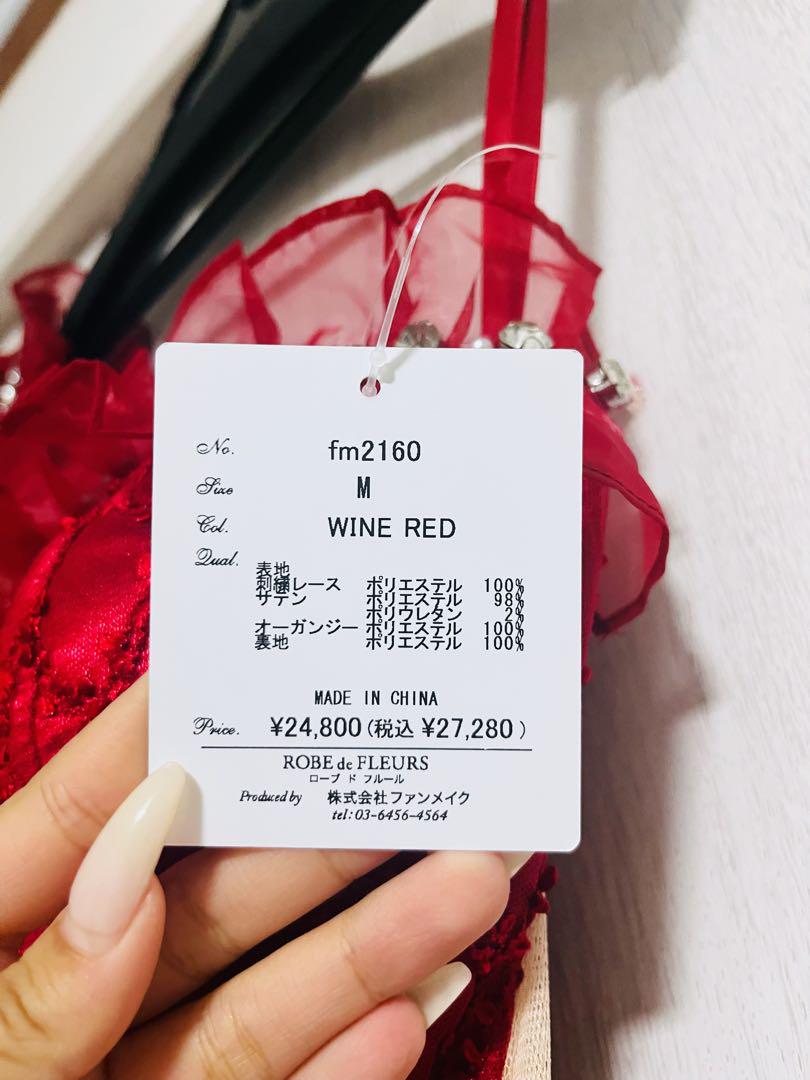 No. fm2160
Size M
Col. WINE RED
Qual.
表地
刺繍レース ポリエステル 100%
サテン ポリエステル 98%
ポリウレタン 2%
オーガンジー ポリエステル 100%
裏地 ポリエステル 100%
MADE IN CHINA
Price. ¥24,800(税込 ¥27,280)
ROBE de FLEURS
ローブ ド フルール
Produced by 株式会社ファンメイク
tel:03-6456-4564